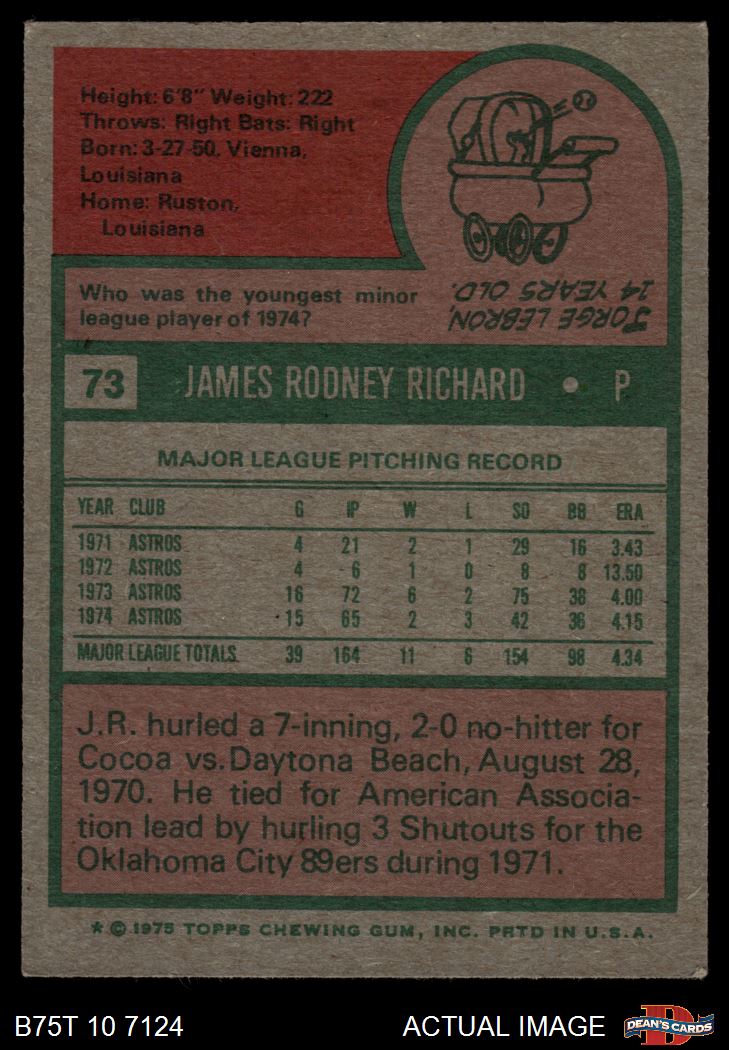 Height: 6'8" Weight: 222
Throws: Right Bats: Right
Born: 3-27-50, Vienna,
Louisiana
Home: Ruston,
Louisiana
Who was the youngest minor
league player of 1974?
JORGE LEBRON,
14 YEARS OLD.
73 JAMES RODNEY RICHARD • P
MAJOR LEAGUE PITCHING RECORD
YEAR CLUB G IP W L SO BB ERA
1971 ASTROS 4 21 2 1 29 16 3.43
1972 ASTROS 4 6 1 0 8 8 13.50
1973 ASTROS 16 72 6 2 75 38 4.00
1974 ASTROS 15 65 2 3 42 36 4.15
MAJOR LEAGUE TOTALS 39 164 11 6 154 98 4.34
J.R. hurled a 7-inning, 2-0 no-hitter for
Cocoa vs. Daytona Beach, August 28,
1970. He tied for American Associa-
tion lead by hurling 3 Shutouts for the
Oklahoma City 89ers during 1971.
* © 1975 TOPPS CHEWING GUM, INC. PRTD IN U.S.A.
B75T 10 7124 ACTUAL IMAGE
D
DEAN'S CARDS